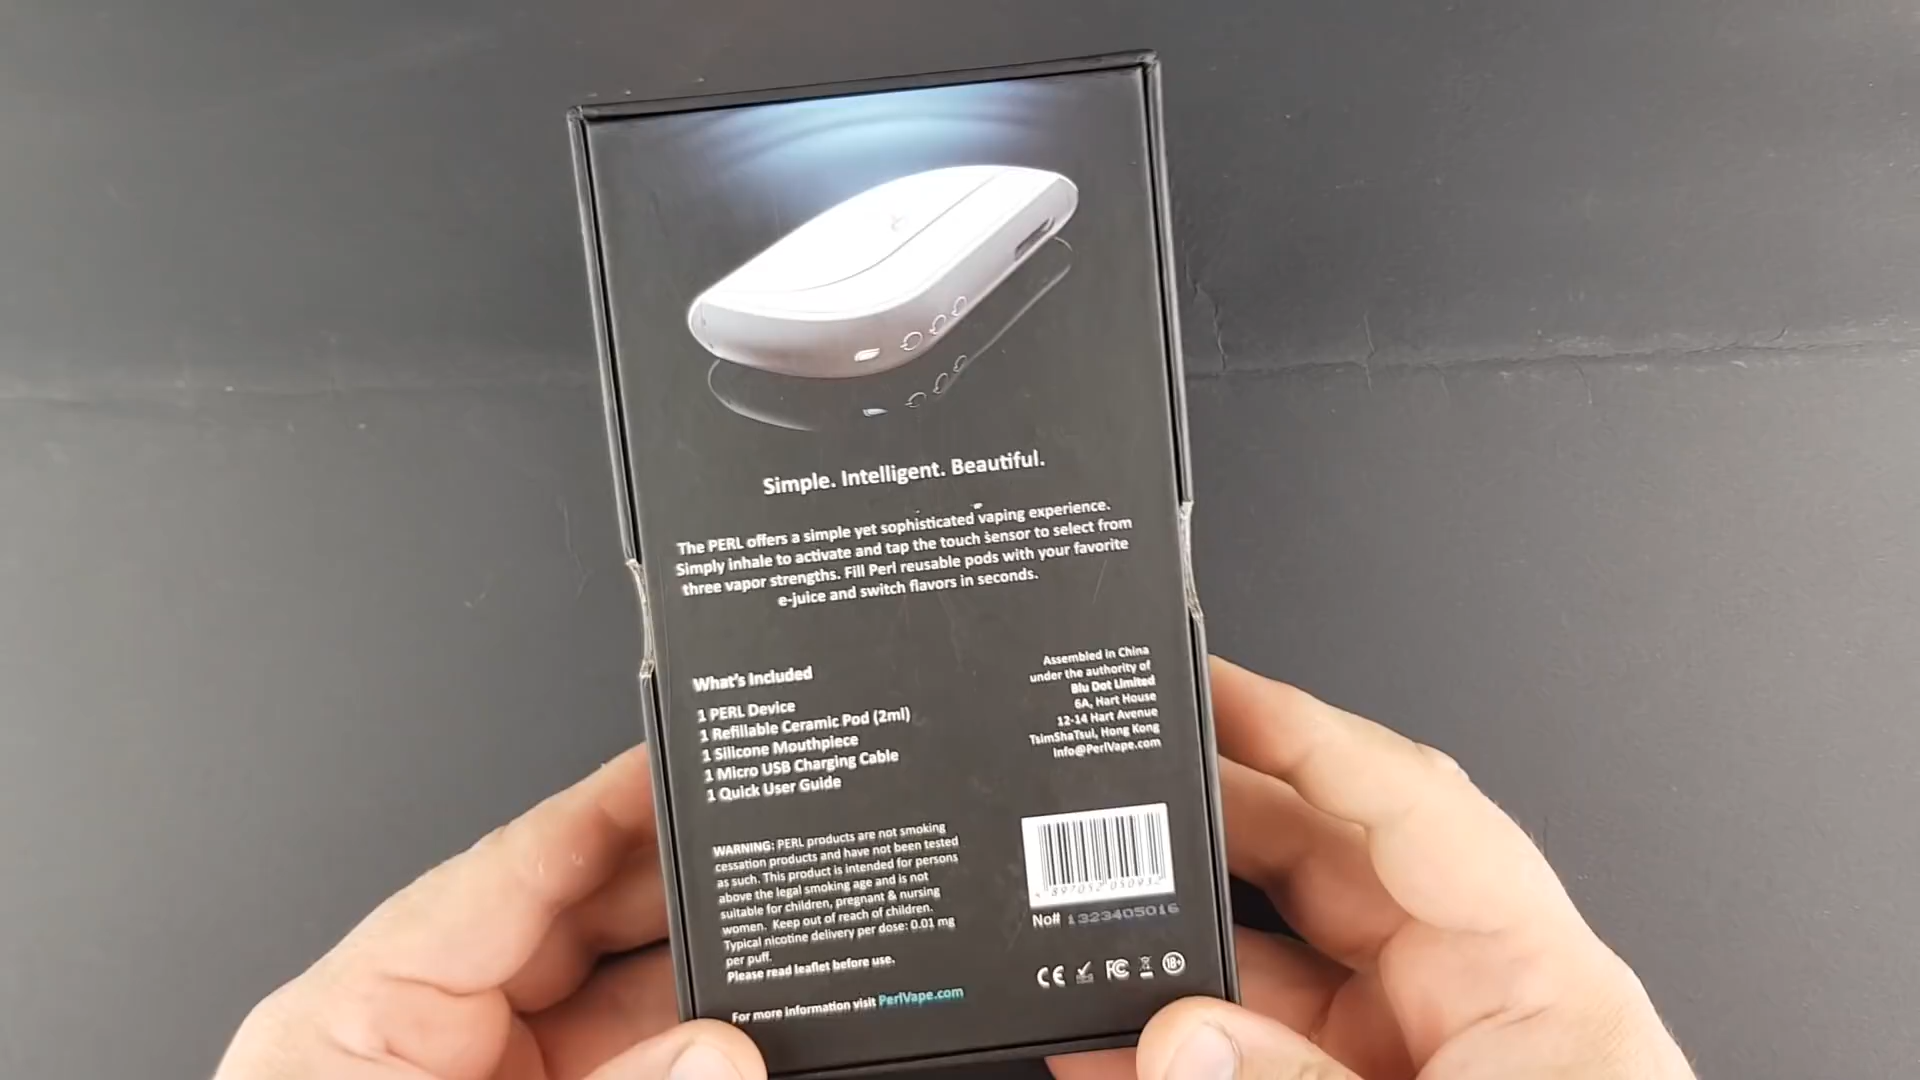 Simple. Intelligent. Beautiful.
The PERL offers a simple yet sophisticated vaping experience.
Simply inhale to activate and tap the touch sensor to select from
three vapor strengths. Fill Perl reusable pods with your favorite
e-juice and switch flavors in seconds.
What's Included
1 PERL Device
1 Refillable Ceramic Pod (2ml)
1 Silicone Mouthpiece
1 Micro USB Charging Cable
1 Quick User Guide
Assembled in China
under the authority of
Blu Dot Limited
6A, Hart House
12-14 Hart Avenue
TsimShaTsui, Hong Kong
Info@PerlVape.com
WARNING: PERL products are not smoking
cessation products and have not been tested
as such. This product is intended for persons
above the legal smoking age and is not
suitable for children, pregnant & nursing
women. Keep out of reach of children.
Typical nicotine delivery per dose: 0.01 mg
per puff.
Please read leaflet before use.
For more information visit PerlVape.com
897052 050932
No# 1323405016
CE FC 18+